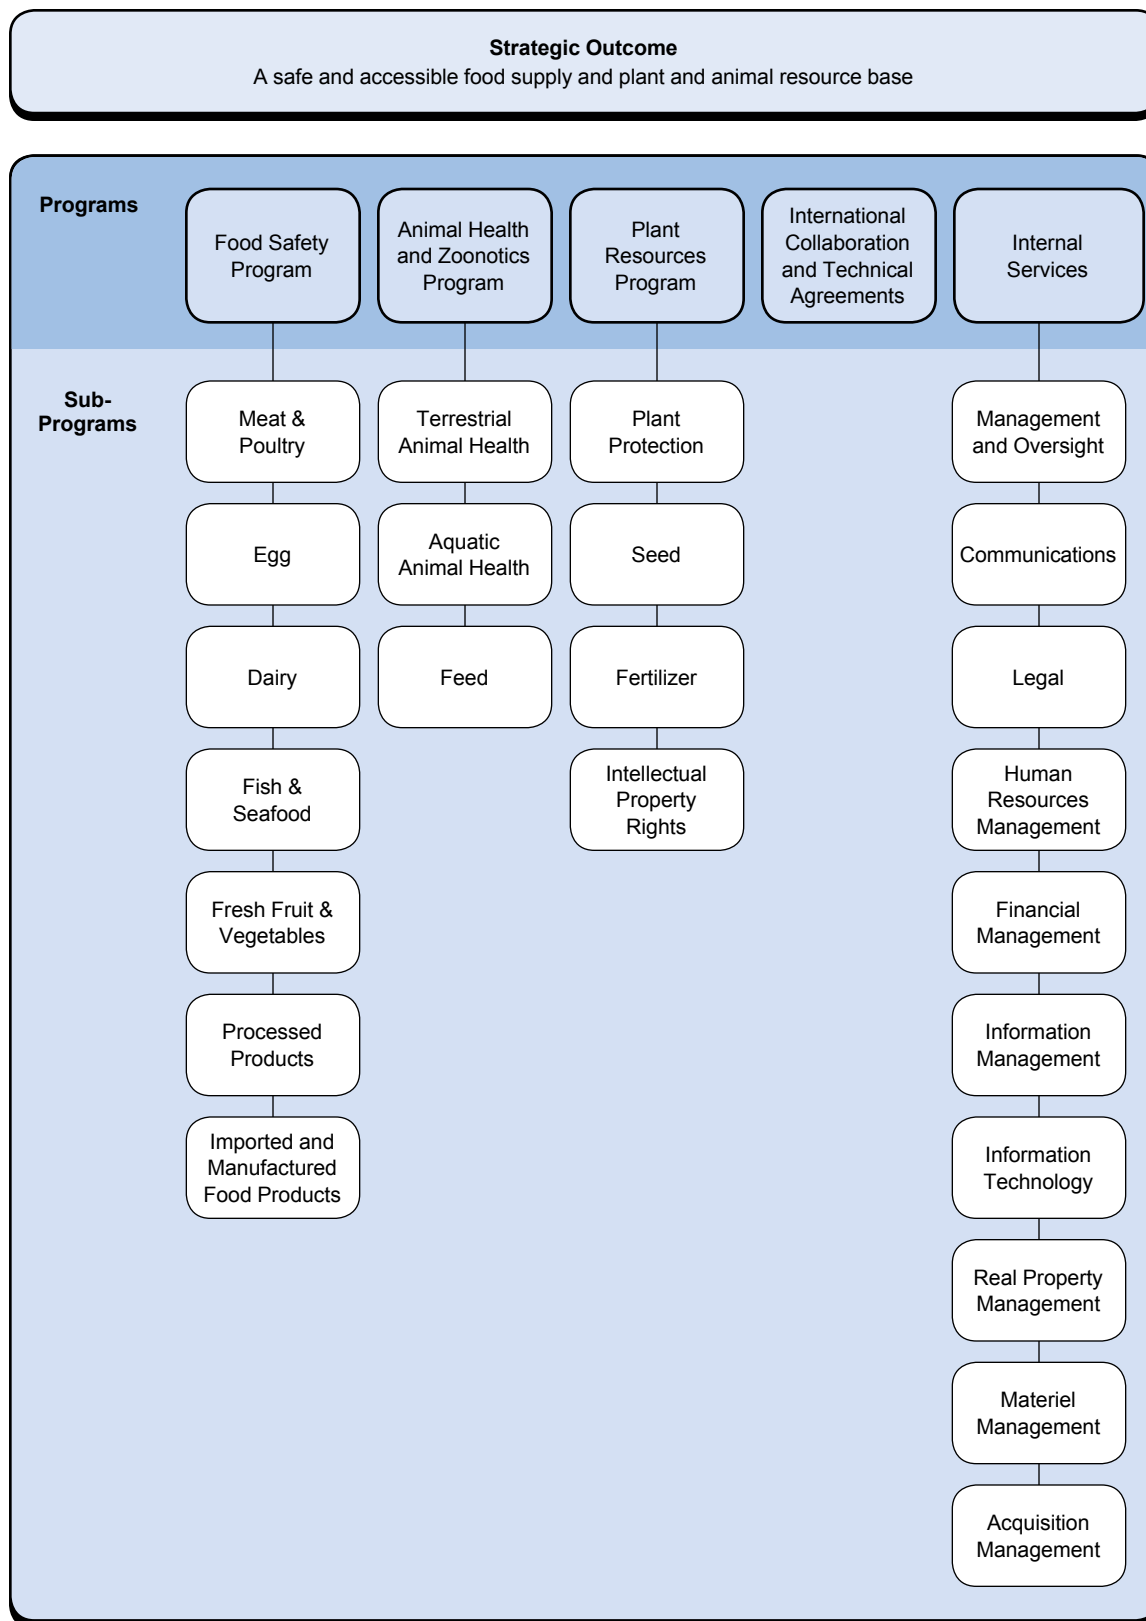 Strategic Outcome
A safe and accessible food supply and plant and animal resource base
Programs
Food Safety
Program
Animal Health
and Zoonotics
Program
Plant
Resources
Program
International
Collaboration
and Technical
Agreements
Internal
Services
Sub-
Programs
Meat &
Poultry
Egg
Dairy
Fish &
Seafood
Fresh Fruit &
Vegetables
Processed
Products
Imported and
Manufactured
Food Products
Terrestrial
Animal Health
Aquatic
Animal Health
Feed
Plant
Protection
Seed
Fertilizer
Intellectual
Property
Rights
Management
and Oversight
Communications
Legal
Human
Resources
Management
Financial
Management
Information
Management
Information
Technology
Real Property
Management
Materiel
Management
Acquisition
Management